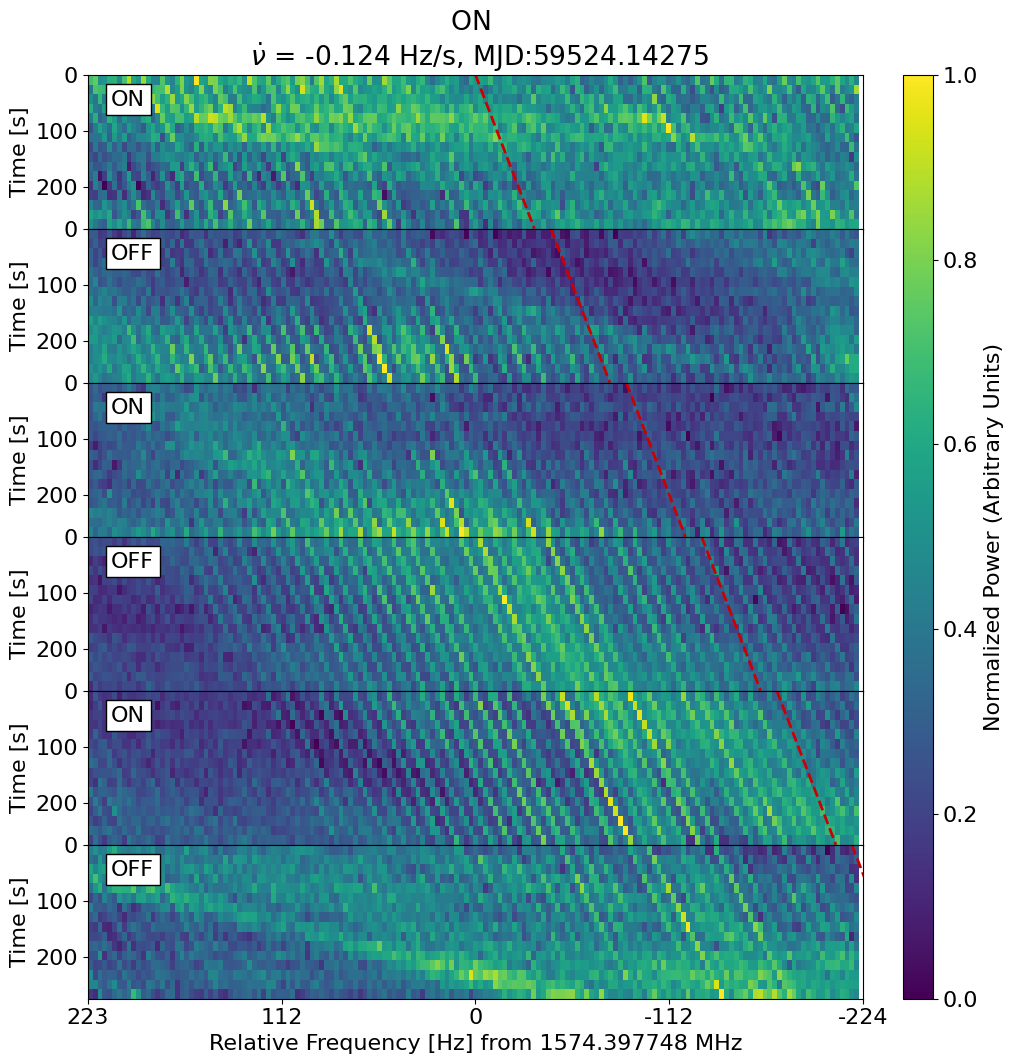 ON
ν̇ = -0.124 Hz/s, MJD:59524.14275
0
ON
100
200
Time [s]
0
OFF
100
200
Time [s]
0
ON
100
200
Time [s]
0
OFF
100
200
Time [s]
0
ON
100
200
Time [s]
0
OFF
100
200
Time [s]
223 112 0 -112 -224
Relative Frequency [Hz] from 1574.397748 MHz
1.0
0.8
0.6
0.4
0.2
0.0
Normalized Power (Arbitrary Units)